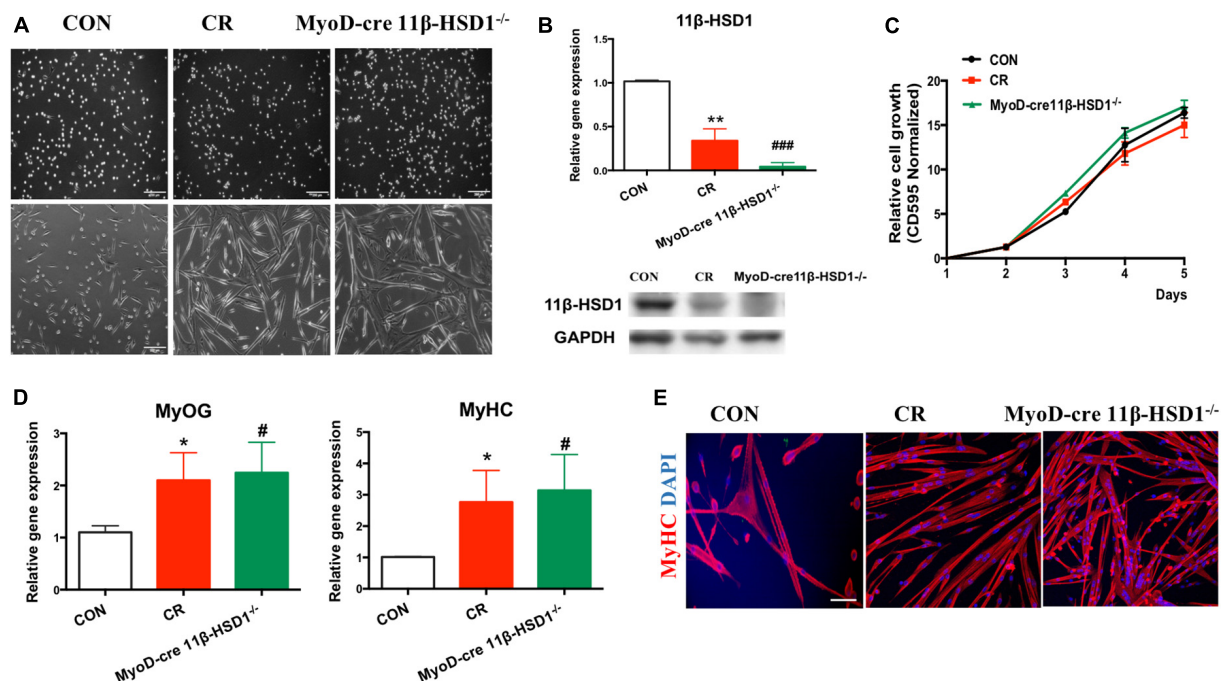 A
CON
CR
MyoD-cre 11β-HSD1-/-
B
11β-HSD1
Relative gene expression
1.5
1.0
0.5
0.0
**
###
CON
CR
MyoD-cre 11β-HSD1-/-
CON
CR
MyoD-cre11β-HSD1-/-
11β-HSD1
GAPDH
C
CON
CR
MyoD-cre11β-HSD1-/-
Relative cell growth
(CD595 Normalized)
20
15
10
5
0
1
2
3
4
5
Days
D
MyOG
Relative gene expression
3
2
1
0
*
#
CON
CR
MyoD-cre 11β-HSD1-/-
MyHC
Relative gene expression
5
4
3
2
1
0
*
#
CON
CR
MyoD-cre 11β-HSD1-/-
E
CON
CR
MyoD-cre 11β-HSD1-/-
MyHC DAPI